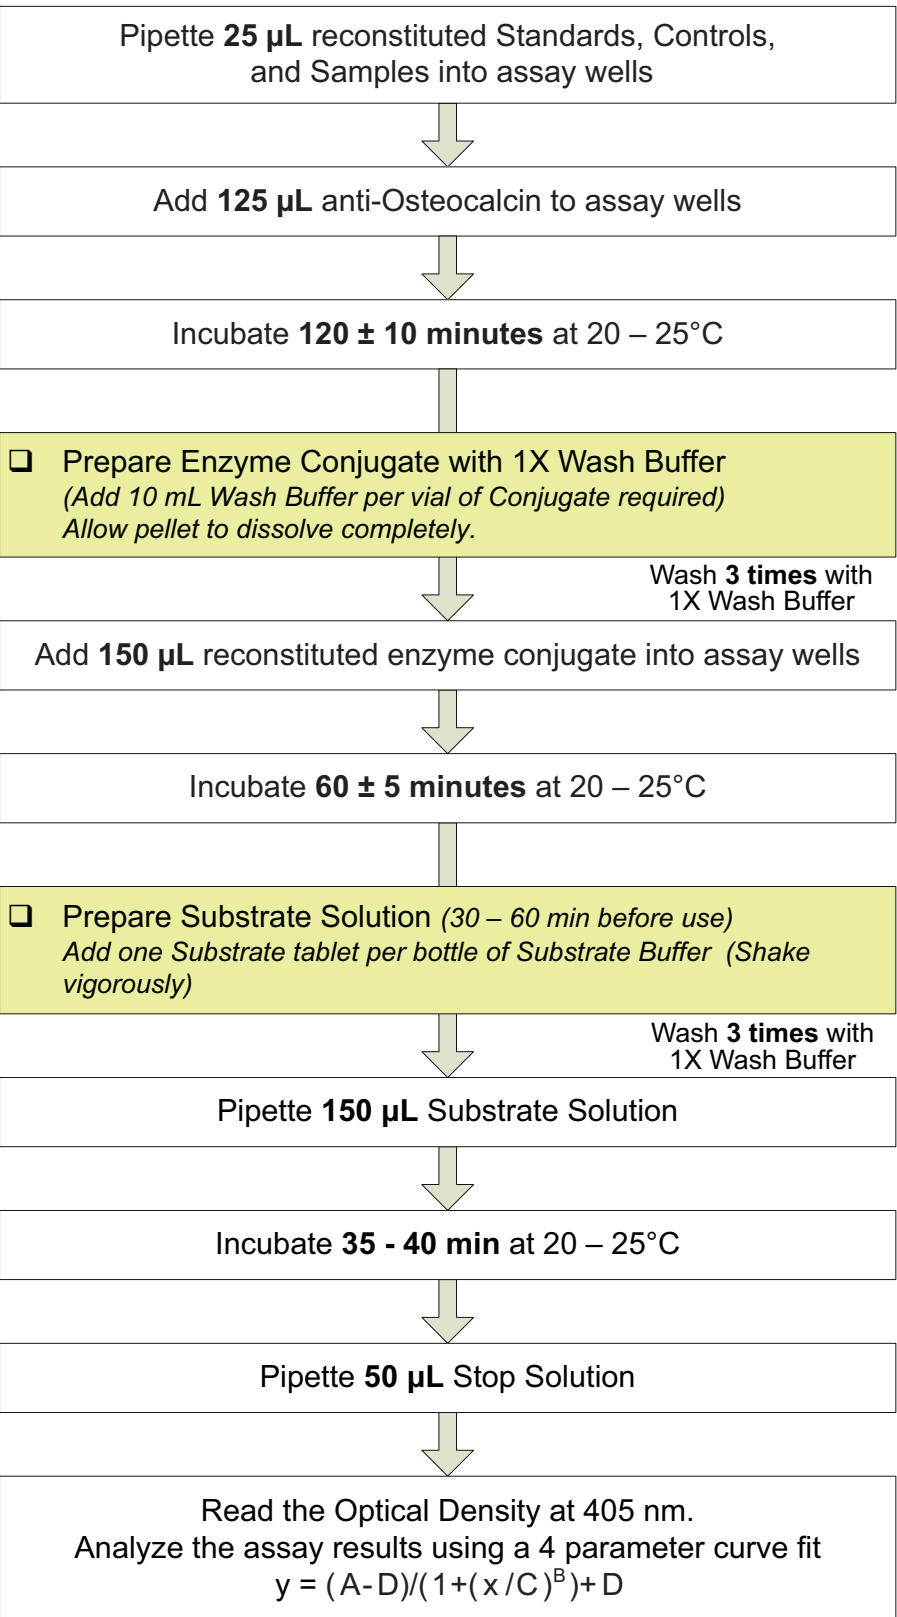 Pipette 25 µL reconstituted Standards, Controls,
and Samples into assay wells
Add 125 µL anti-Osteocalcin to assay wells
Incubate 120 ± 10 minutes at 20 – 25°C
❑ Prepare Enzyme Conjugate with 1X Wash Buffer
(Add 10 mL Wash Buffer per vial of Conjugate required)
Allow pellet to dissolve completely.
Wash 3 times with
1X Wash Buffer
Add 150 µL reconstituted enzyme conjugate into assay wells
Incubate 60 ± 5 minutes at 20 – 25°C
❑ Prepare Substrate Solution (30 – 60 min before use)
Add one Substrate tablet per bottle of Substrate Buffer (Shake
vigorously)
Wash 3 times with
1X Wash Buffer
Pipette 150 µL Substrate Solution
Incubate 35 - 40 min at 20 – 25°C
Pipette 50 µL Stop Solution
Read the Optical Density at 405 nm.
Analyze the assay results using a 4 parameter curve fit
y = (A-D)/(1+(x/C)^B)+D